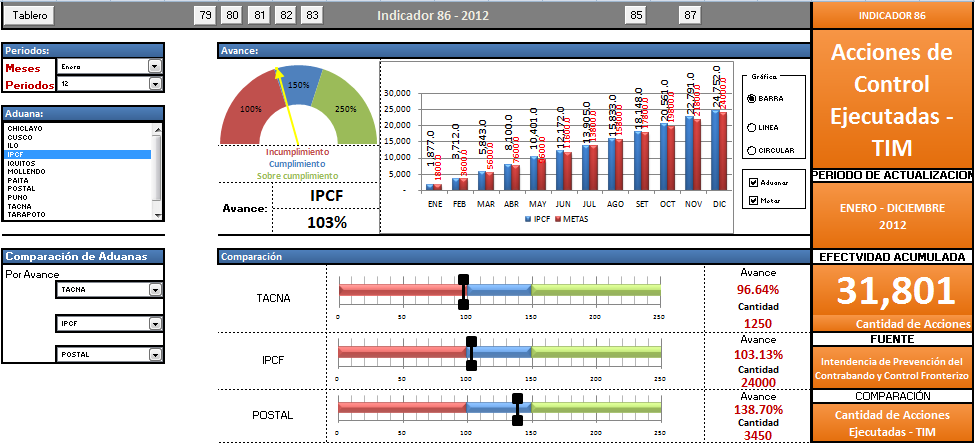 Tablero
79
80
81
82
83
Indicador 86 - 2012
85
87
INDICADOR 86
Periodos:
Meses
Enero
Periodos
12
Aduana:
CHICLAYO
CUSCO
ILO
IPCF
IQUITOS
MOLLENDO
PAITA
POSTAL
PUNO
TACNA
TARAPOTO
Comparación de Aduanas
Por Avance
TACNA
IPCF
POSTAL
Avance:
100%
150%
250%
Incumplimiento
Cumplimiento
Sobre cumplimiento
Avance:
IPCF
103%
30,000
25,000
20,000
15,000
10,000
5,000
-
1,877.0
1800.0
3,712.0
3600.0
5,843.0
5600.0
8,100.0
7600.0
10,401.0
12,172.0
11600.0
13,905.0
13800.0
15,833.0
15800.0
18,148.0
17800.0
20,561.0
19800.0
22,791.0
21800.0
24,752.0
24000.0
ENE
FEB
MAR
ABR
MAY
JUN
JUL
AGO
SET
OCT
NOV
DIC
IPCF
METAS
Gráfica
BARRA
LINEA
CIRCULAR
Aduanas
Metas
Comparación
TACNA
0
50
100
150
200
250
Avance
96.64%
Cantidad
1250
IPCF
0
50
100
150
200
250
Avance
103.13%
Cantidad
24000
POSTAL
0
50
100
150
200
250
Avance
138.70%
Cantidad
3450
Acciones de
Control
Ejecutadas -
TIM
PERIODO DE ACTUALIZACION
ENERO - DICIEMBRE
2012
EFECTVIDAD ACUMULADA
31,801
Cantidad de Acciones
FUENTE
Intendencia de Prevención del
Contrabando y Control Fronterizo
COMPARACIÓN
Cantidad de Acciones
Ejecutadas - TIM